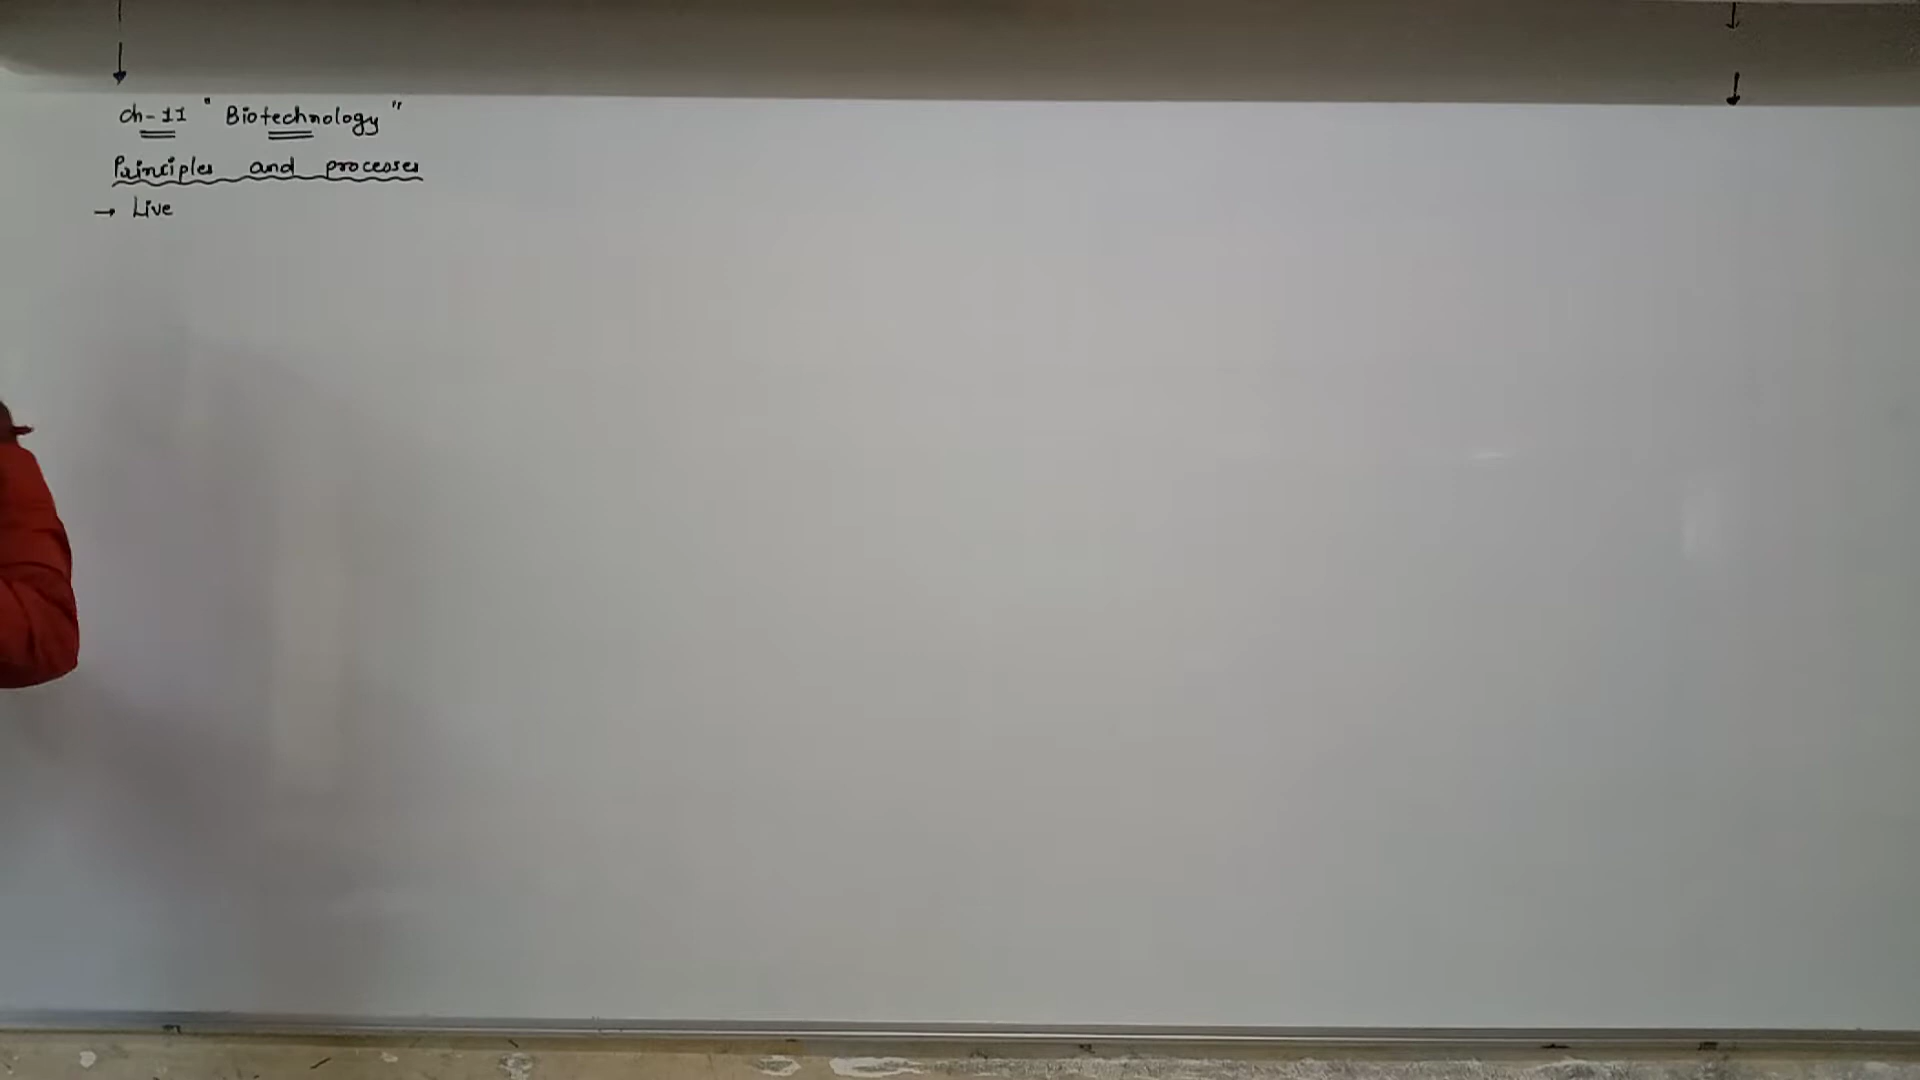 ch-11 "Biotechnology"
Principles and processes
→ Live